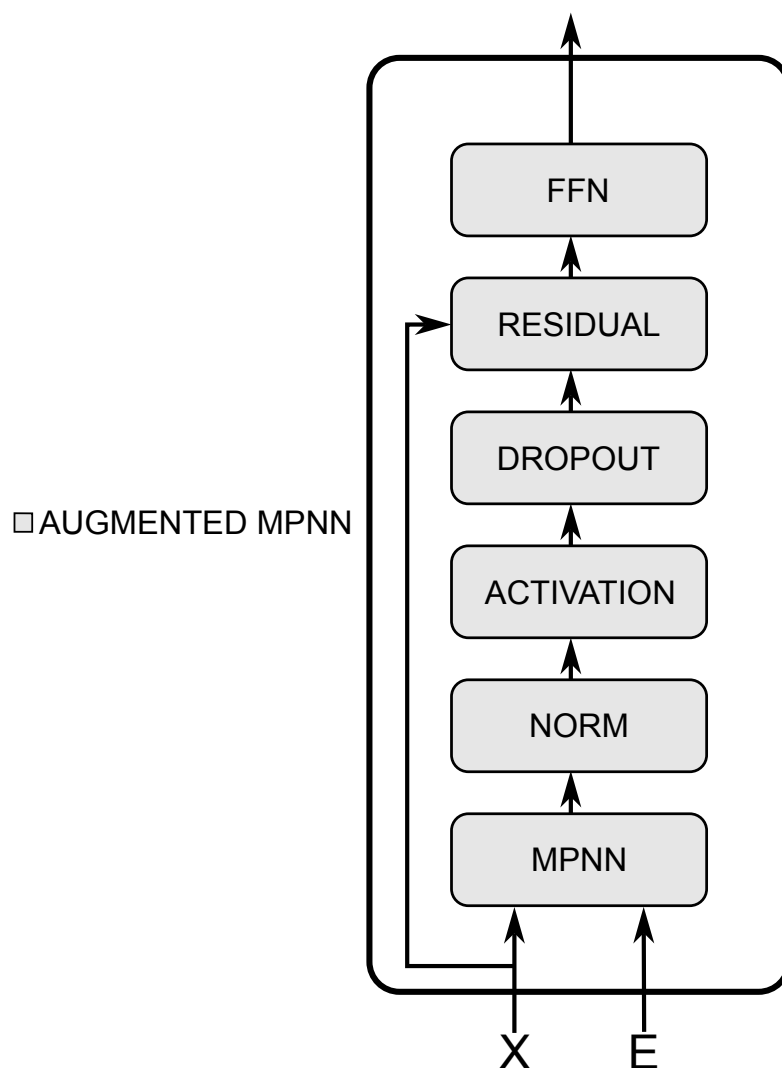 FFN
RESIDUAL
DROPOUT
AUGMENTED MPNN
ACTIVATION
NORM
MPNN
X E